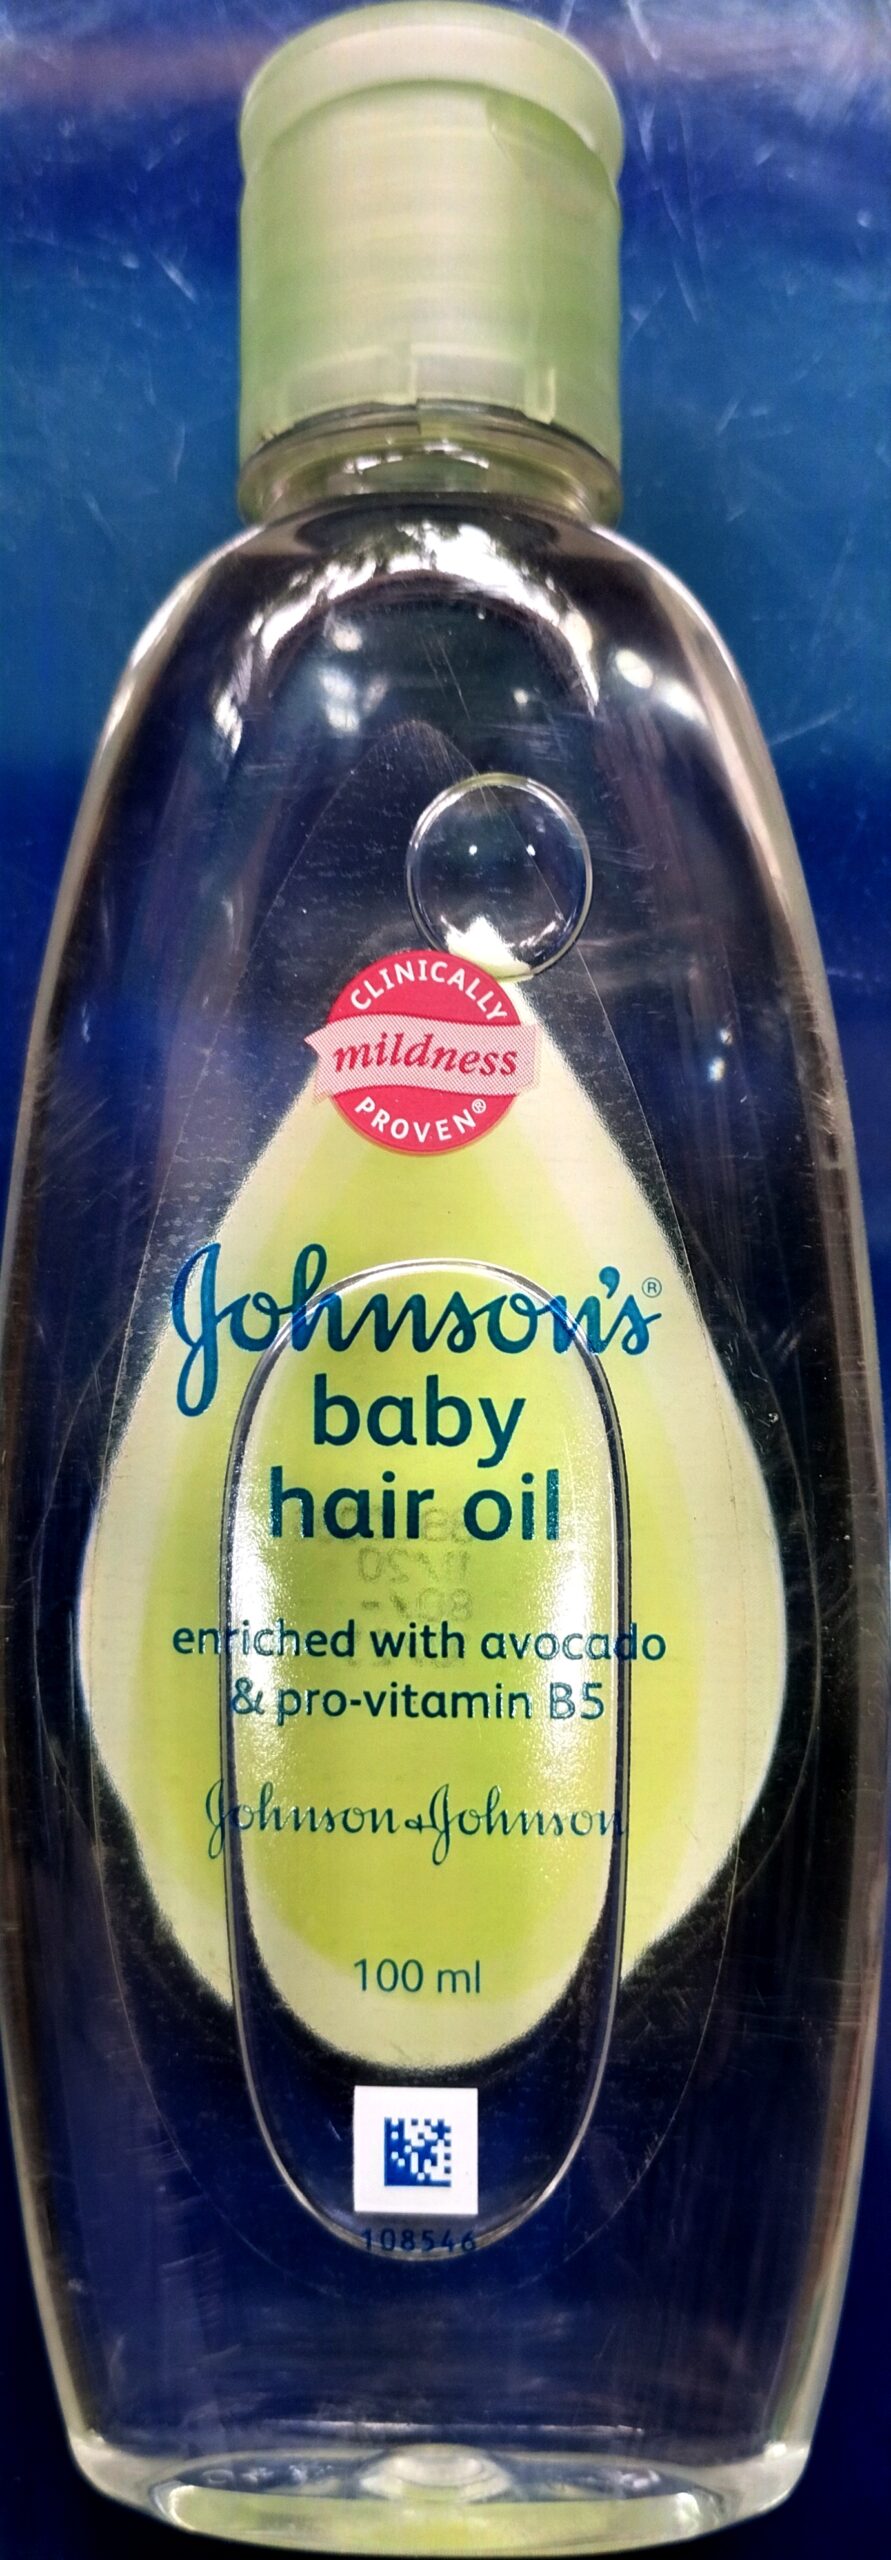 CLINICALLY
mildness
PROVEN®
Johnson's®
baby
hair oil
enriched with avocado
& pro-vitamin B5
Johnson & Johnson
100 ml
108546